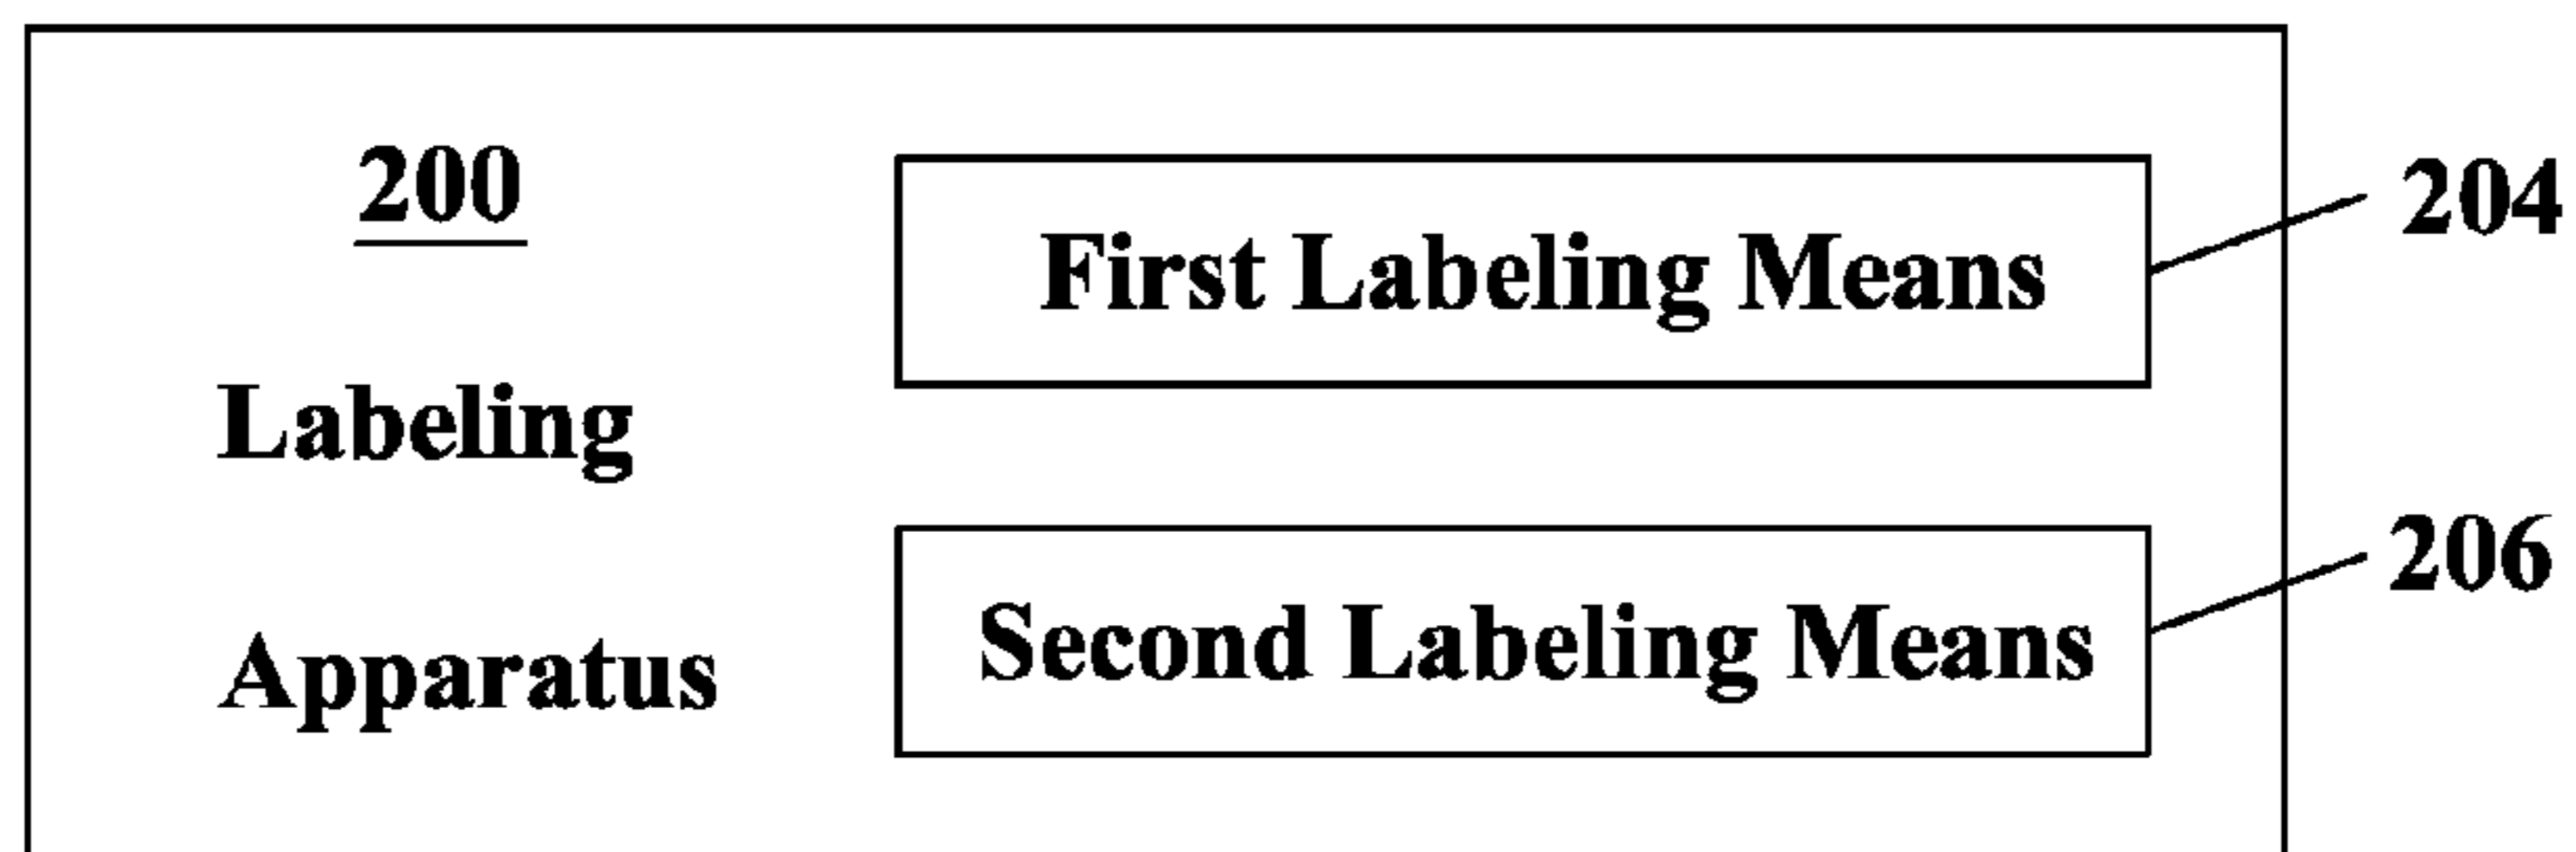 200
Labeling
Apparatus
First Labeling Means
204
Second Labeling Means
206